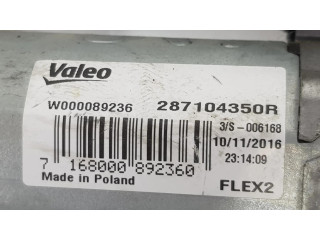 Valeo
W000089236 287104350R
3/S-006168
10/11/2016
23:14:09
7 168000 892360
Made in Poland FLEX2